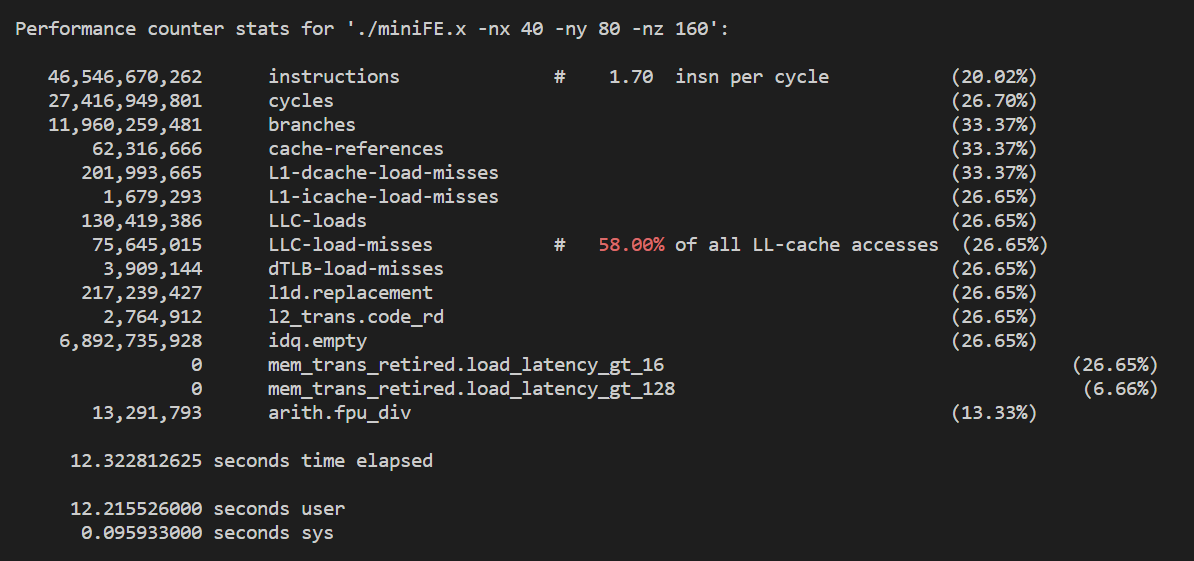 Performance counter stats for './miniFE.x -nx 40 -ny 80 -nz 160':
46,546,670,262 instructions # 1.70 insn per cycle (20.02%)
27,416,949,801 cycles (26.70%)
11,960,259,481 branches (33.37%)
62,316,666 cache-references (33.37%)
201,993,665 L1-dcache-load-misses (33.37%)
1,679,293 L1-icache-load-misses (26.65%)
130,419,386 LLC-loads (26.65%)
75,645,015 LLC-load-misses # 58.00% of all LL-cache accesses (26.65%)
3,909,144 dTLB-load-misses (26.65%)
217,239,427 l1d.replacement (26.65%)
2,764,912 l2_trans.code_rd (26.65%)
6,892,735,928 idq.empty (26.65%)
0 mem_trans_retired.load_latency_gt_16 (26.65%)
0 mem_trans_retired.load_latency_gt_128 (6.66%)
13,291,793 arith.fpu_div (13.33%)
12.322812625 seconds time elapsed
12.215526000 seconds user
0.095933000 seconds sys